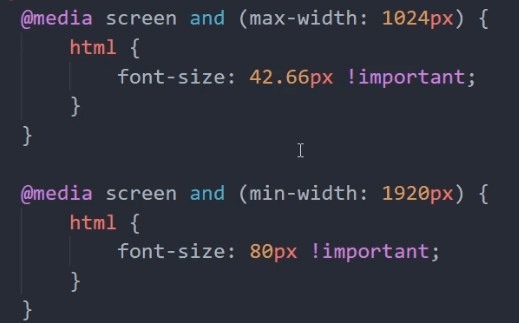 @media screen and (max-width: 1024px) {
html {
font-size: 42.66px !important;
}
}
@media screen and (min-width: 1920px) {
html {
font-size: 80px !important;
}
}